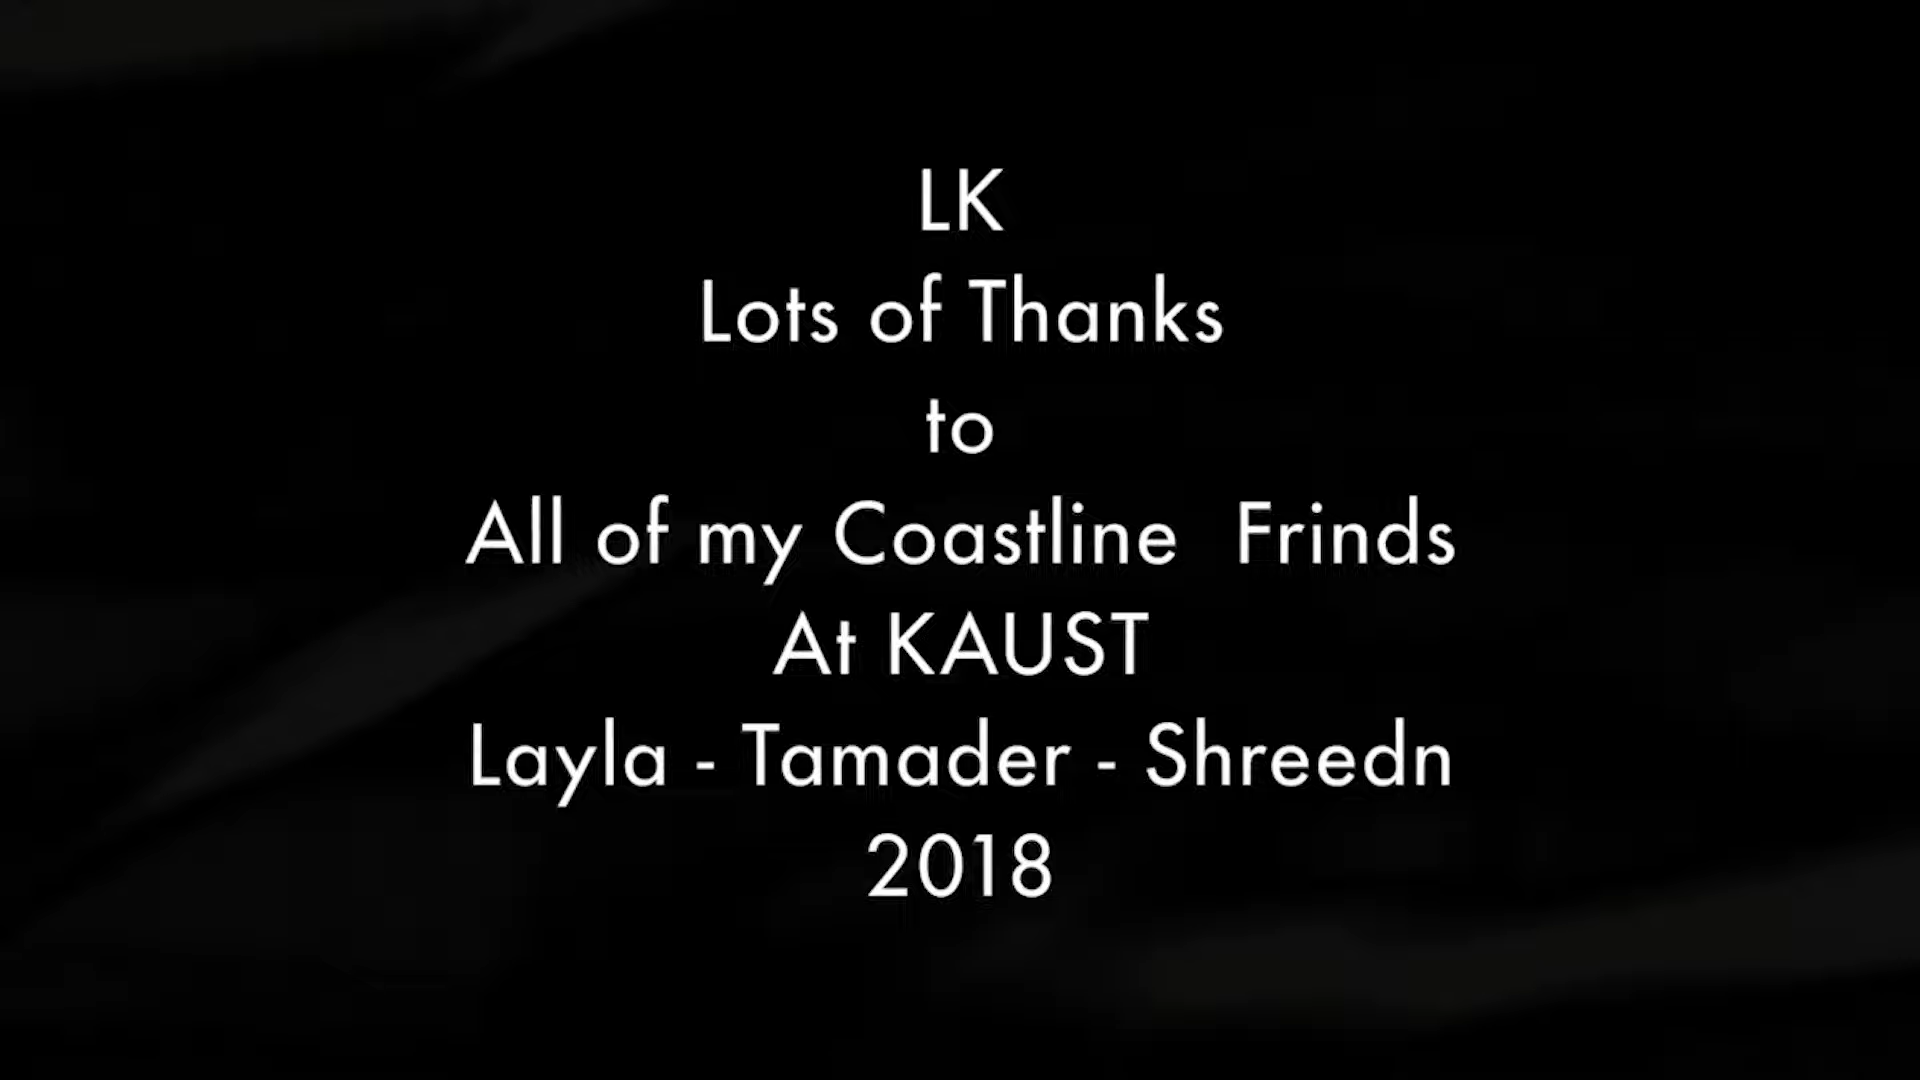 LK
Lots of Thanks
to
All of my Coastline  Frinds
At KAUST
Layla - Tamader - Shreedn
2018